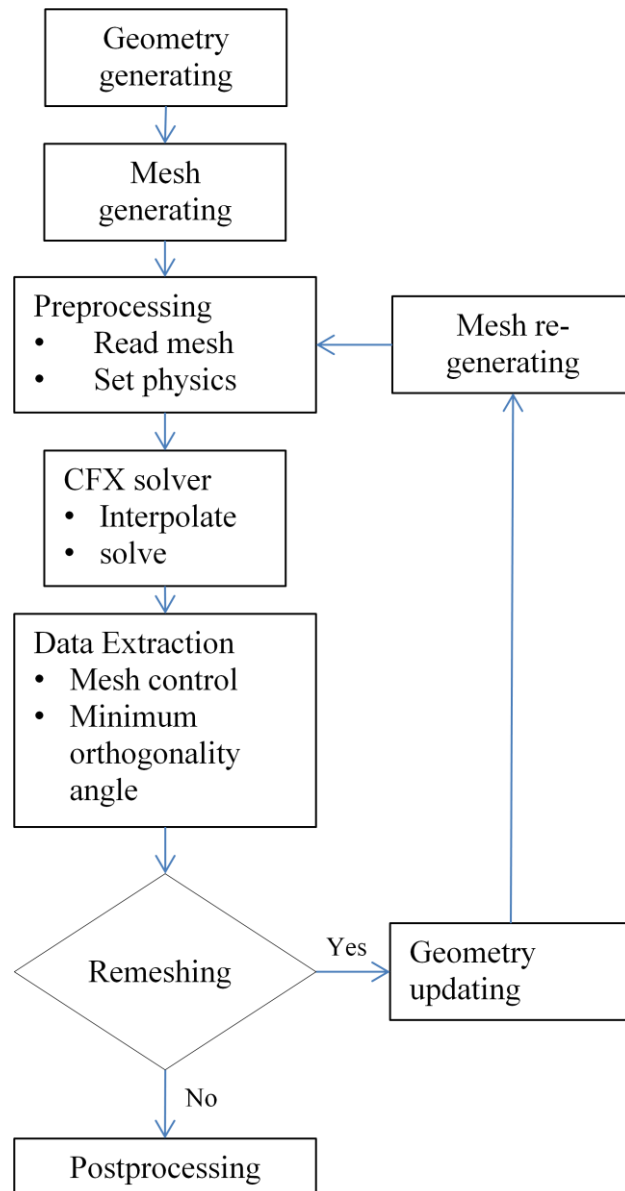 Geometry
generating
Mesh
generating
Preprocessing
• Read mesh
• Set physics
Mesh re-
generating
CFX solver
• Interpolate
• solve
Data Extraction
• Mesh control
• Minimum
orthogonality
angle
Remeshing
Yes
Geometry
updating
No
Postprocessing